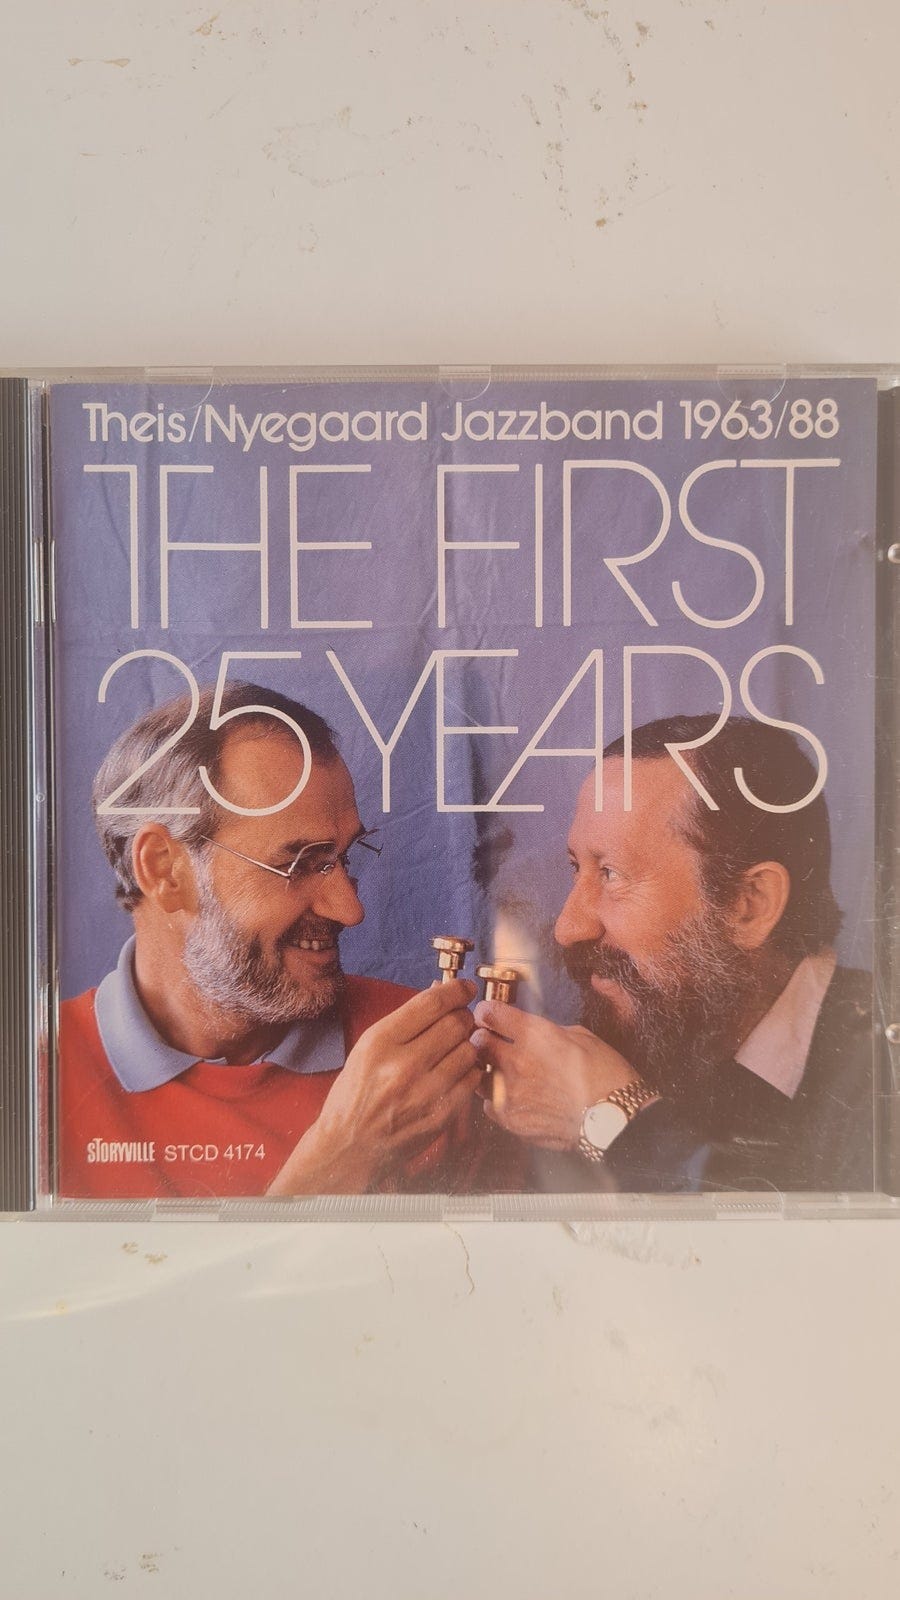 Theis/Nyegaard Jazzband 1963/88
THE FIRST
25 YEARS
STORYVILLE STCD 4174